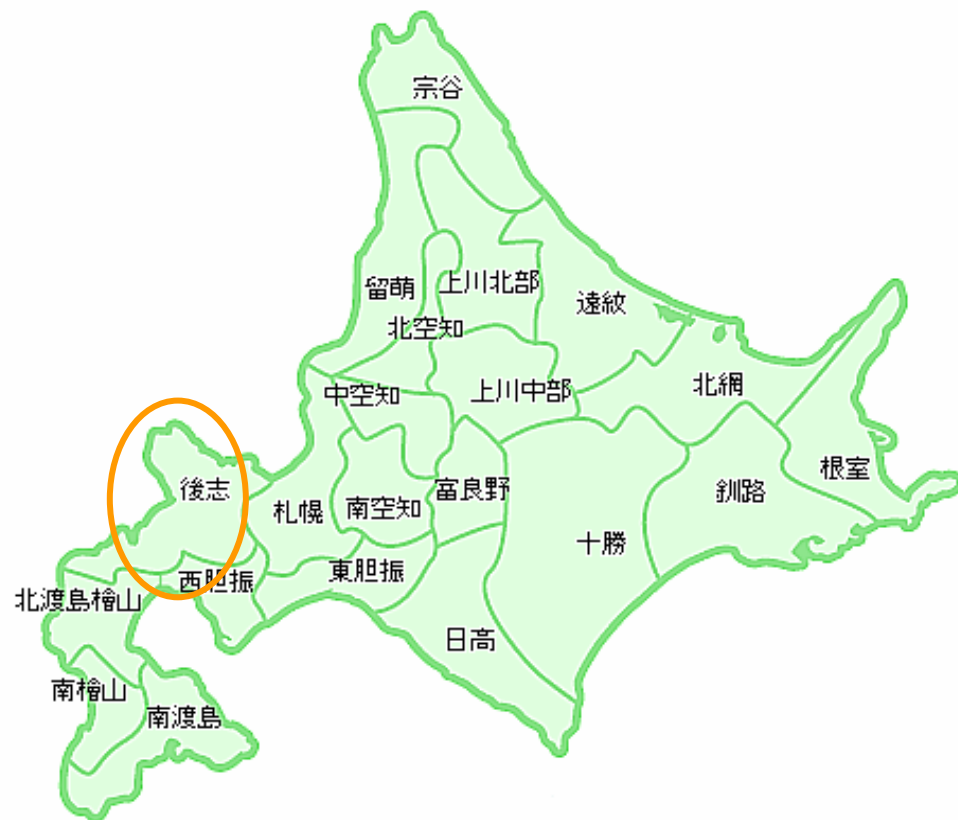 宗谷
留萌
上川北部
遠紋
北空知
中空知
上川中部
北網
後志
札幌
南空知
富良野
根室
釧路
十勝
西胆振
東胆振
北渡島檜山
日高
南檜山
南渡島